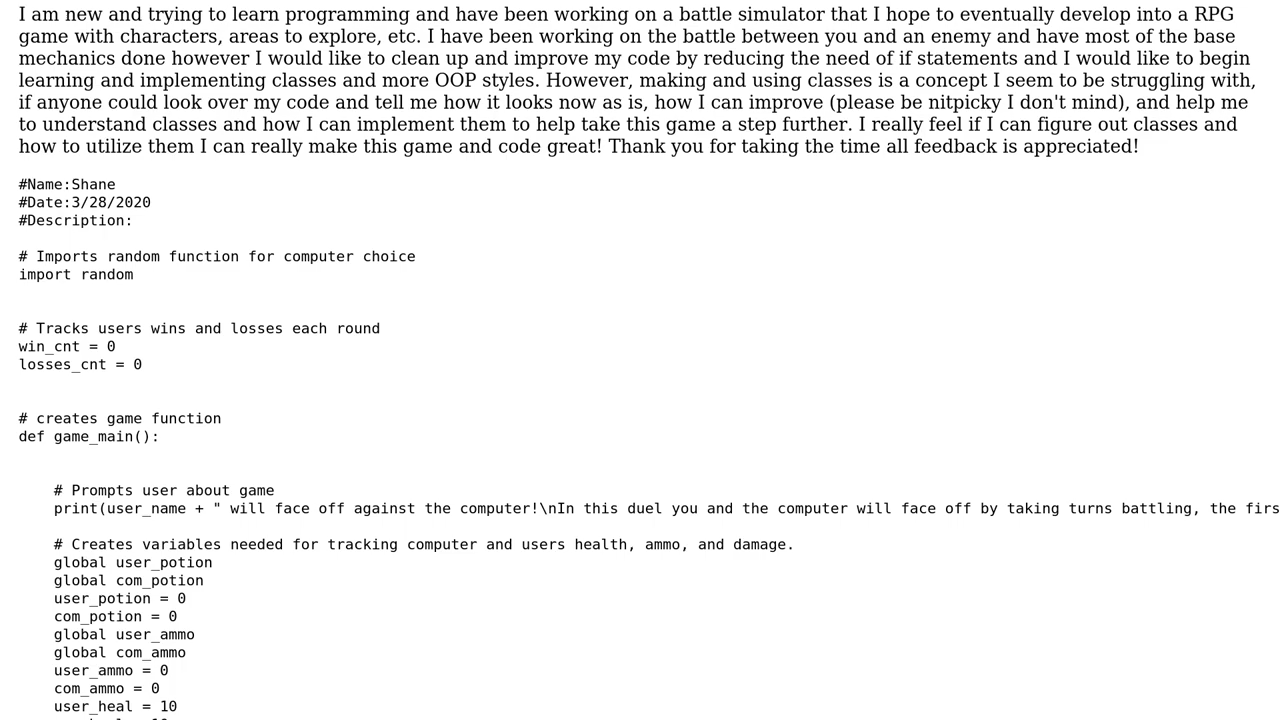 I am new and trying to learn programming and have been working on a battle simulator that I hope to eventually develop into a RPG
game with characters, areas to explore, etc. I have been working on the battle between you and an enemy and have most of the base
mechanics done however I would like to clean up and improve my code by reducing the need of if statements and I would like to begin
learning and implementing classes and more OOP styles. However, making and using classes is a concept I seem to be struggling with,
if anyone could look over my code and tell me how it looks now as is, how I can improve (please be nitpicky I don't mind), and help me
to understand classes and how I can implement them to help take this game a step further. I really feel if I can figure out classes and
how to utilize them I can really make this game and code great! Thank you for taking the time all feedback is appreciated!
#Name:Shane
#Date:3/28/2020
#Description:
# Imports random function for computer choice
import random
# Tracks users wins and losses each round
win_cnt = 0
losses_cnt = 0
# creates game function
def game_main():
# Prompts user about game
print(user_name + " will face off against the computer!\nIn this duel you and the computer will face off by taking turns battling, the firs
# Creates variables needed for tracking computer and users health, ammo, and damage.
global user_potion
global com_potion
user_potion = 0
com_potion = 0
global user_ammo
global com_ammo
user_ammo = 0
com_ammo = 0
user_heal = 10